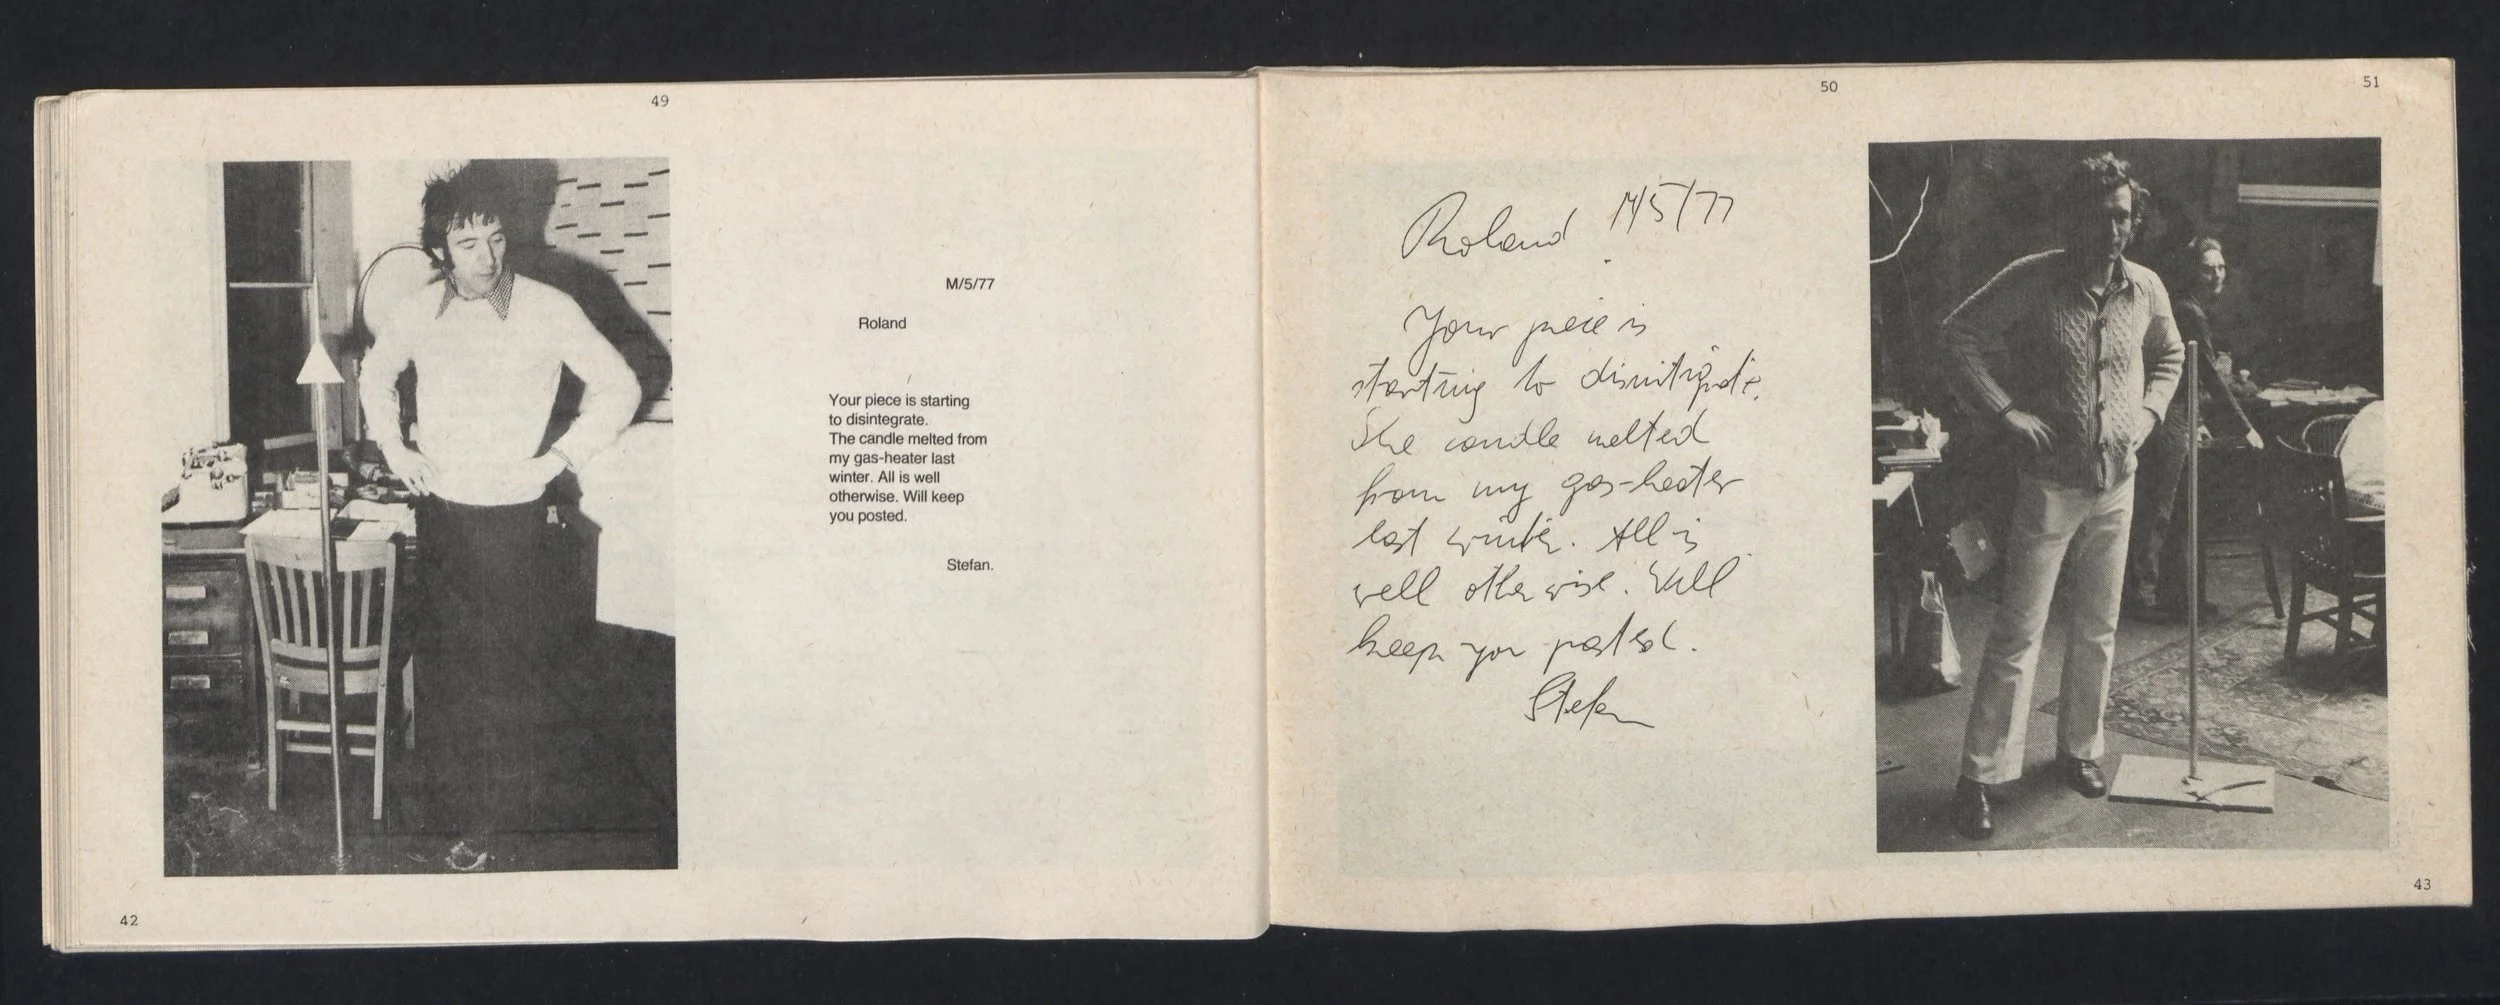 49
M/5/77
Roland
Your piece is starting
to disintegrate.
The candle melted from
my gas-heater last
winter. All is well
otherwise. Will keep
you posted.
Stefan.
42
50
51
Roland M/5/77
Your piece is
starting to disintigrate.
The candle melted
from my gas-heater
last winter. All is
well otherwise. Will
keep you posted.
Stefan
43